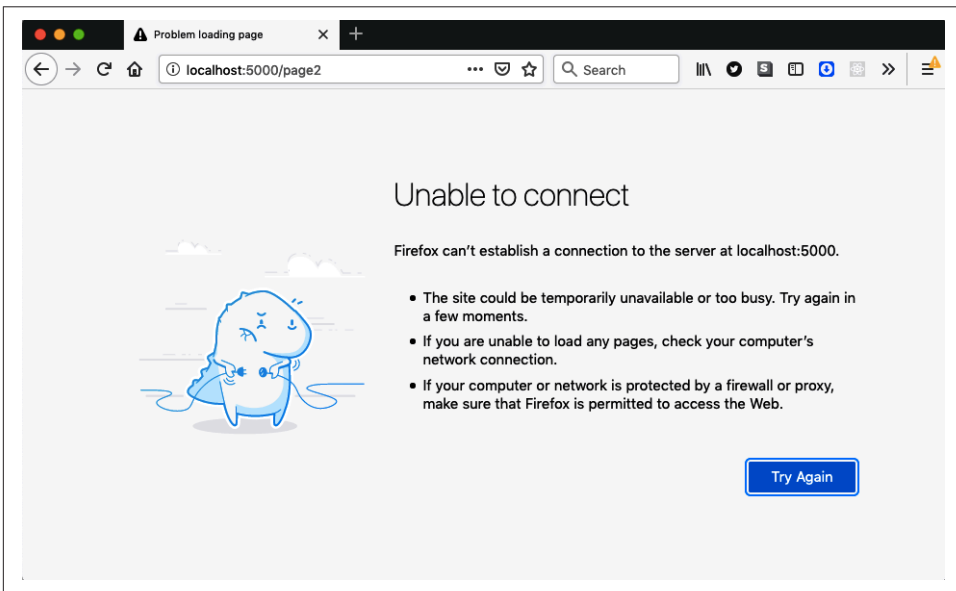 Problem loading page
localhost:5000/page2
Search
S
Unable to connect
Firefox can’t establish a connection to the server at localhost:5000.
• The site could be temporarily unavailable or too busy. Try again in
a few moments.
• If you are unable to load any pages, check your computer’s
network connection.
• If your computer or network is protected by a firewall or proxy,
make sure that Firefox is permitted to access the Web.
Try Again